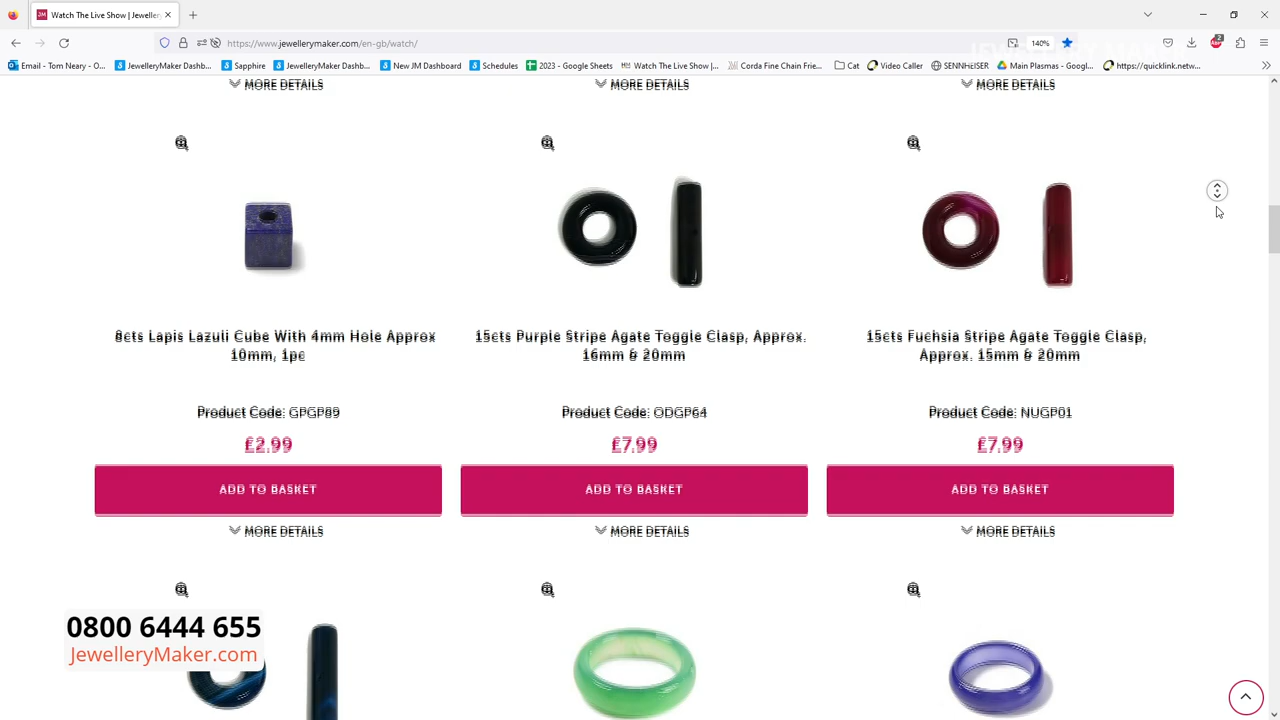 Watch The Live Show | Jeweller
https://www.jewellerymaker.com/en-gb/watch/
140%
Email - Tom Neary - O... JewelleryMaker Dashb... Sapphire JewelleryMaker Dashb... New JM Dashboard Schedules 2023 - Google Sheets Watch The Live Show |... Corda Fine Chain Frie... Cat Video Caller SENNHEISER Main Plasmas - Googl... https://quicklink.netw...
MORE DETAILS MORE DETAILS MORE DETAILS
8cts Lapis Lazuli Cube With 4mm Hole Approx
10mm, 1pc
15cts Purple Stripe Agate Toggle Clasp, Approx.
16mm & 20mm
15cts Fuchsia Stripe Agate Toggle Clasp,
Approx. 15mm & 20mm
Product Code: GPGP89 Product Code: ODGP64 Product Code: NUGP01
£2.99 £7.99 £7.99
ADD TO BASKET ADD TO BASKET ADD TO BASKET
MORE DETAILS MORE DETAILS MORE DETAILS
0800 6444 655
JewelleryMaker.com